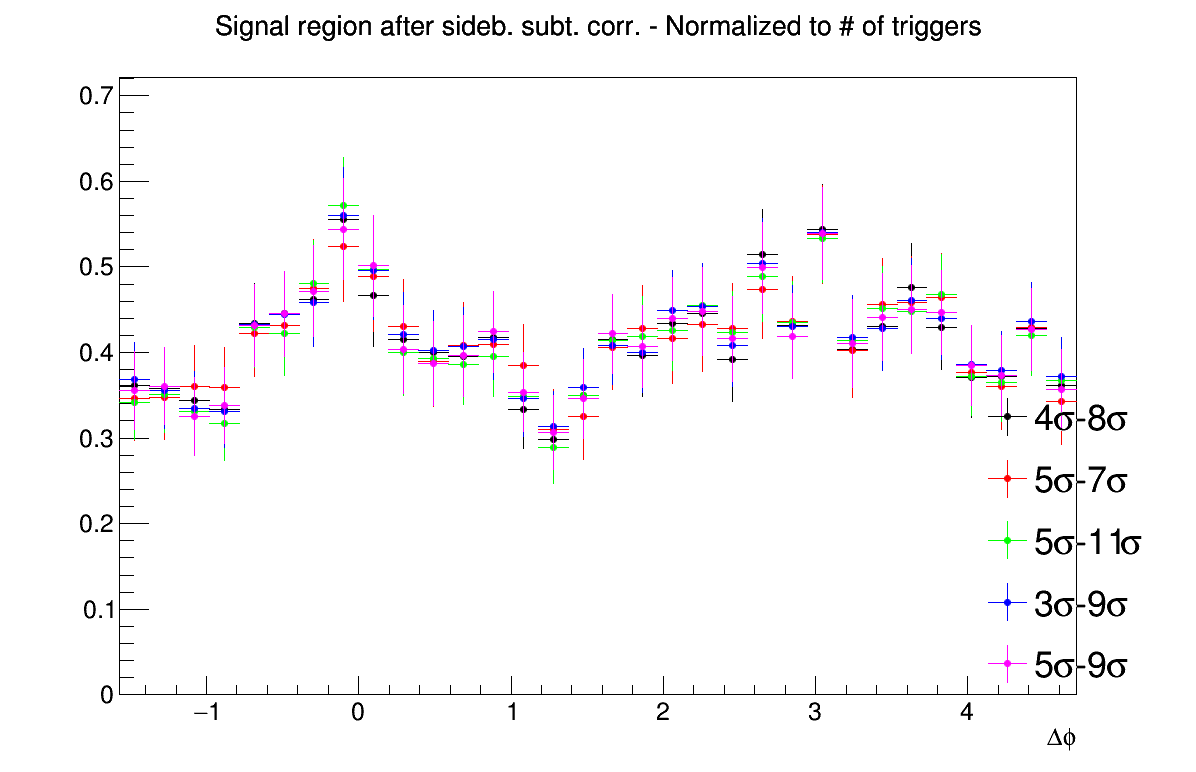 Signal region after sideb. subt. corr. - Normalized to # of triggers
0.7
0.6
0.5
0.4
0.3
0.2
0.1
0
−1 0 1 2 3 4
Δϕ
4σ-8σ
5σ-7σ
5σ-11σ
3σ-9σ
5σ-9σ